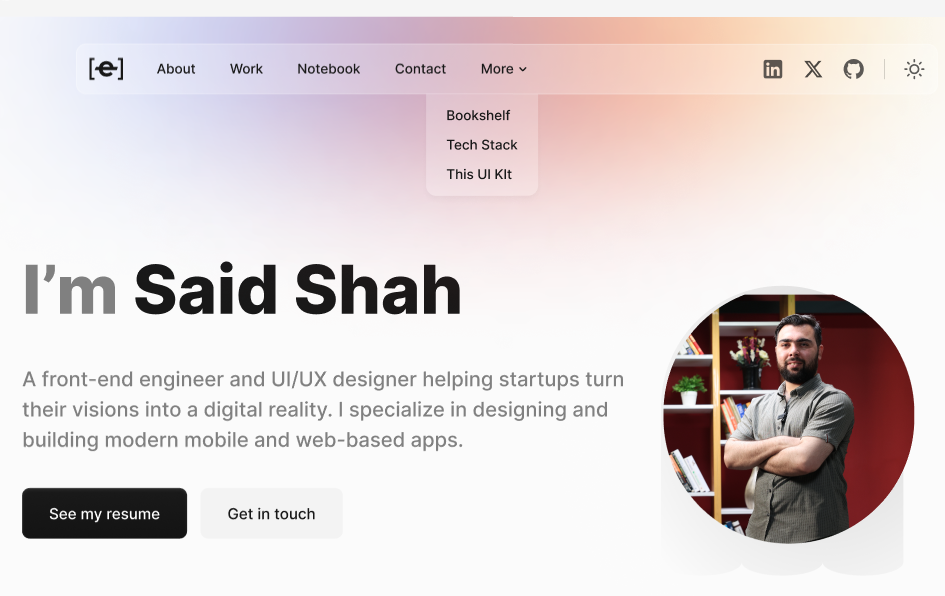 [e]
About
Work
Notebook
Contact
More
Bookshelf
Tech Stack
This UI KIt
I’m Said Shah
A front-end engineer and UI/UX designer helping startups turn
their visions into a digital reality. I specialize in designing and
building modern mobile and web-based apps.
See my resume
Get in touch